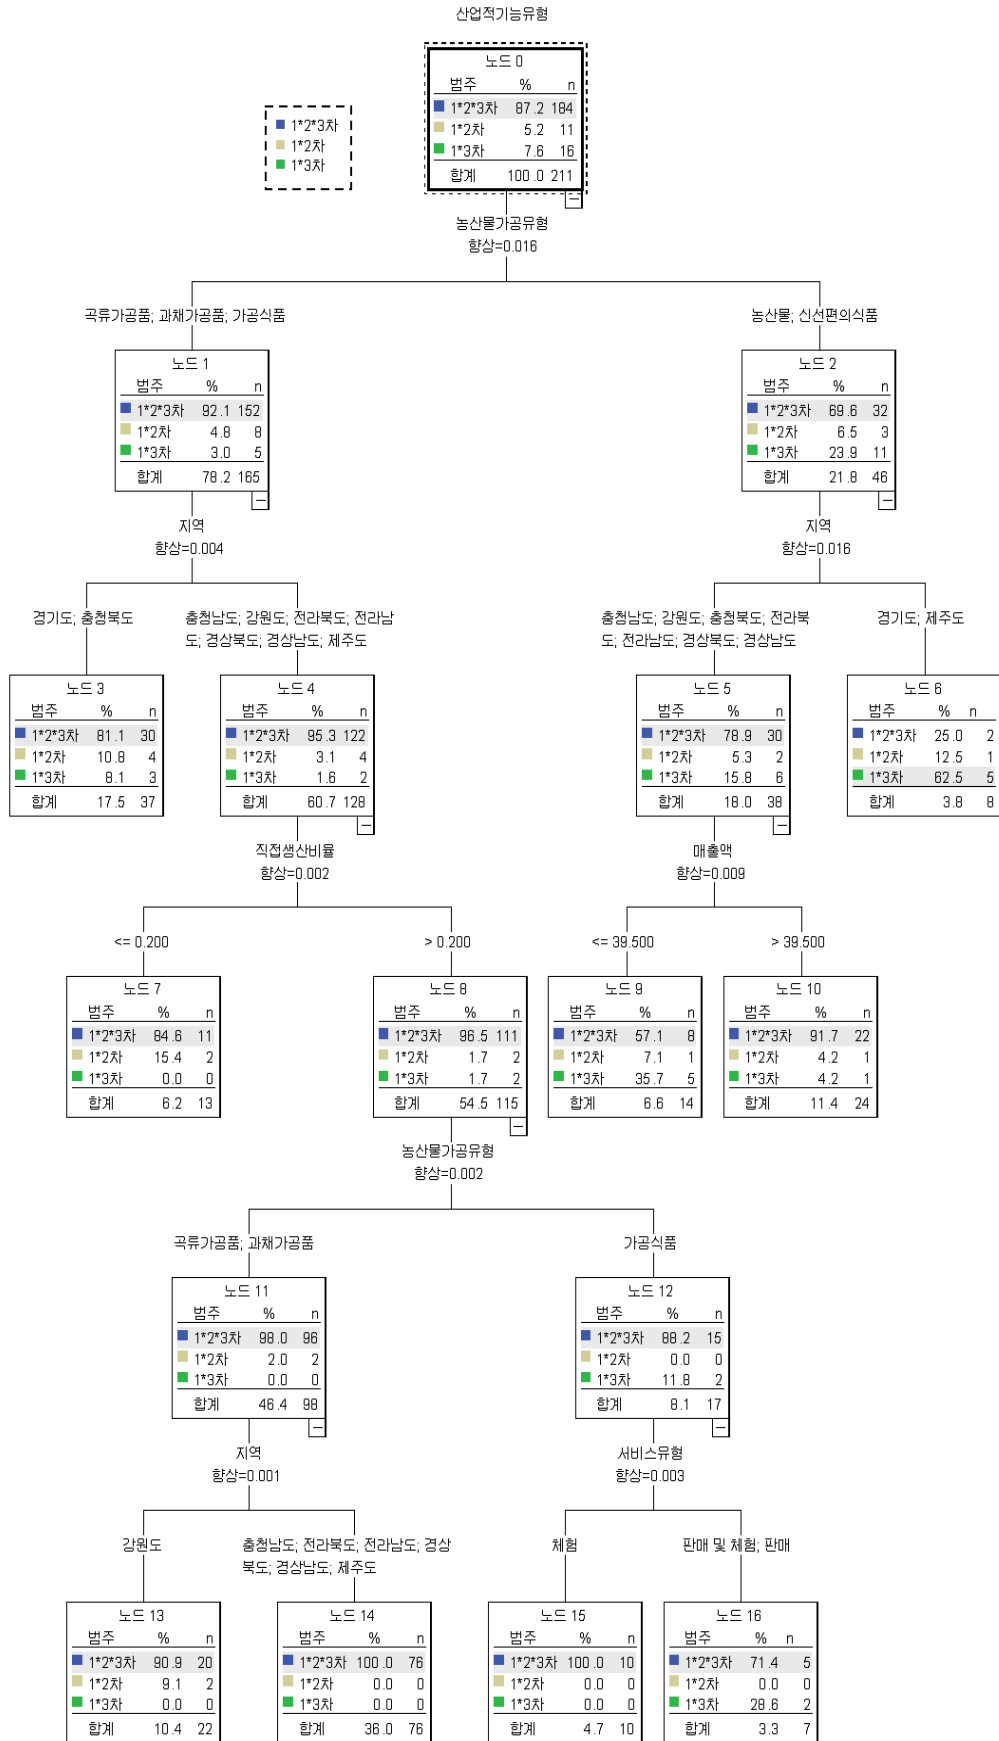 산업적기능유형
노드 0
범주 % n
1*2*3차 87.2 184
1*2차 5.2 11
1*3차 7.6 16
합계 100.0 211
1*2*3차
1*2차
1*3차
농산물가공유형
향상=0.016
곡류가공품; 과채가공품; 가공식품
농산물; 신선편의식품
노드 1
범주 % n
1*2*3차 92.1 152
1*2차 4.8 8
1*3차 3.0 5
합계 78.2 165
노드 2
범주 % n
1*2*3차 69.6 32
1*2차 6.5 3
1*3차 23.9 11
합계 21.8 46
지역
향상=0.004
지역
향상=0.016
경기도; 충청북도
충청남도; 강원도; 전라북도; 전라남
도; 경상북도; 경상남도; 제주도
충청남도; 강원도; 충청북도; 전라북
도; 전라남도; 경상북도; 경상남도
경기도; 제주도
노드 3
범주 % n
1*2*3차 81.1 30
1*2차 10.8 4
1*3차 8.1 3
합계 17.5 37
노드 4
범주 % n
1*2*3차 95.3 122
1*2차 3.1 4
1*3차 1.6 2
합계 60.7 128
노드 5
범주 % n
1*2*3차 78.9 30
1*2차 5.3 2
1*3차 15.8 6
합계 18.0 38
노드 6
범주 % n
1*2*3차 25.0 2
1*2차 12.5 1
1*3차 62.5 5
합계 3.8 8
직접생산비율
향상=0.002
매출액
향상=0.009
<= 0.200
> 0.200
<= 39.500
> 39.500
노드 7
범주 % n
1*2*3차 84.6 11
1*2차 15.4 2
1*3차 0.0 0
합계 6.2 13
노드 8
범주 % n
1*2*3차 96.5 111
1*2차 1.7 2
1*3차 1.7 2
합계 54.5 115
노드 9
범주 % n
1*2*3차 57.1 8
1*2차 7.1 1
1*3차 35.7 5
합계 6.6 14
노드 10
범주 % n
1*2*3차 91.7 22
1*2차 4.2 1
1*3차 4.2 1
합계 11.4 24
농산물가공유형
향상=0.002
곡류가공품; 과채가공품
가공식품
노드 11
범주 % n
1*2*3차 98.0 96
1*2차 2.0 2
1*3차 0.0 0
합계 46.4 98
노드 12
범주 % n
1*2*3차 88.2 15
1*2차 0.0 0
1*3차 11.8 2
합계 8.1 17
지역
향상=0.001
서비스유형
향상=0.003
강원도
충청남도; 전라북도; 전라남도; 경상
북도; 경상남도; 제주도
체험
판매 및 체험; 판매
노드 13
범주 % n
1*2*3차 90.9 20
1*2차 9.1 2
1*3차 0.0 0
합계 10.4 22
노드 14
범주 % n
1*2*3차 100.0 76
1*2차 0.0 0
1*3차 0.0 0
합계 36.0 76
노드 15
범주 % n
1*2*3차 100.0 10
1*2차 0.0 0
1*3차 0.0 0
합계 4.7 10
노드 16
범주 % n
1*2*3차 71.4 5
1*2차 0.0 0
1*3차 28.6 2
합계 3.3 7